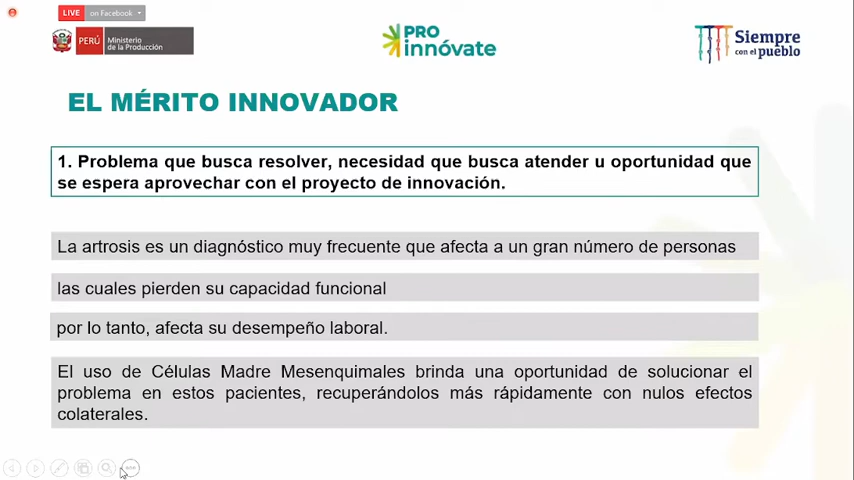 LIVE on Facebook
PERÚ Ministerio
de la Producción
PRO
innóvate
Siempre
con el pueblo
EL MÉRITO INNOVADOR
1. Problema que busca resolver, necesidad que busca atender u oportunidad que
se espera aprovechar con el proyecto de innovación.
La artrosis es un diagnóstico muy frecuente que afecta a un gran número de personas
las cuales pierden su capacidad funcional
por lo tanto, afecta su desempeño laboral.
El uso de Células Madre Mesenquimales brinda una oportunidad de solucionar el
problema en estos pacientes, recuperándolos más rápidamente con nulos efectos
colaterales.